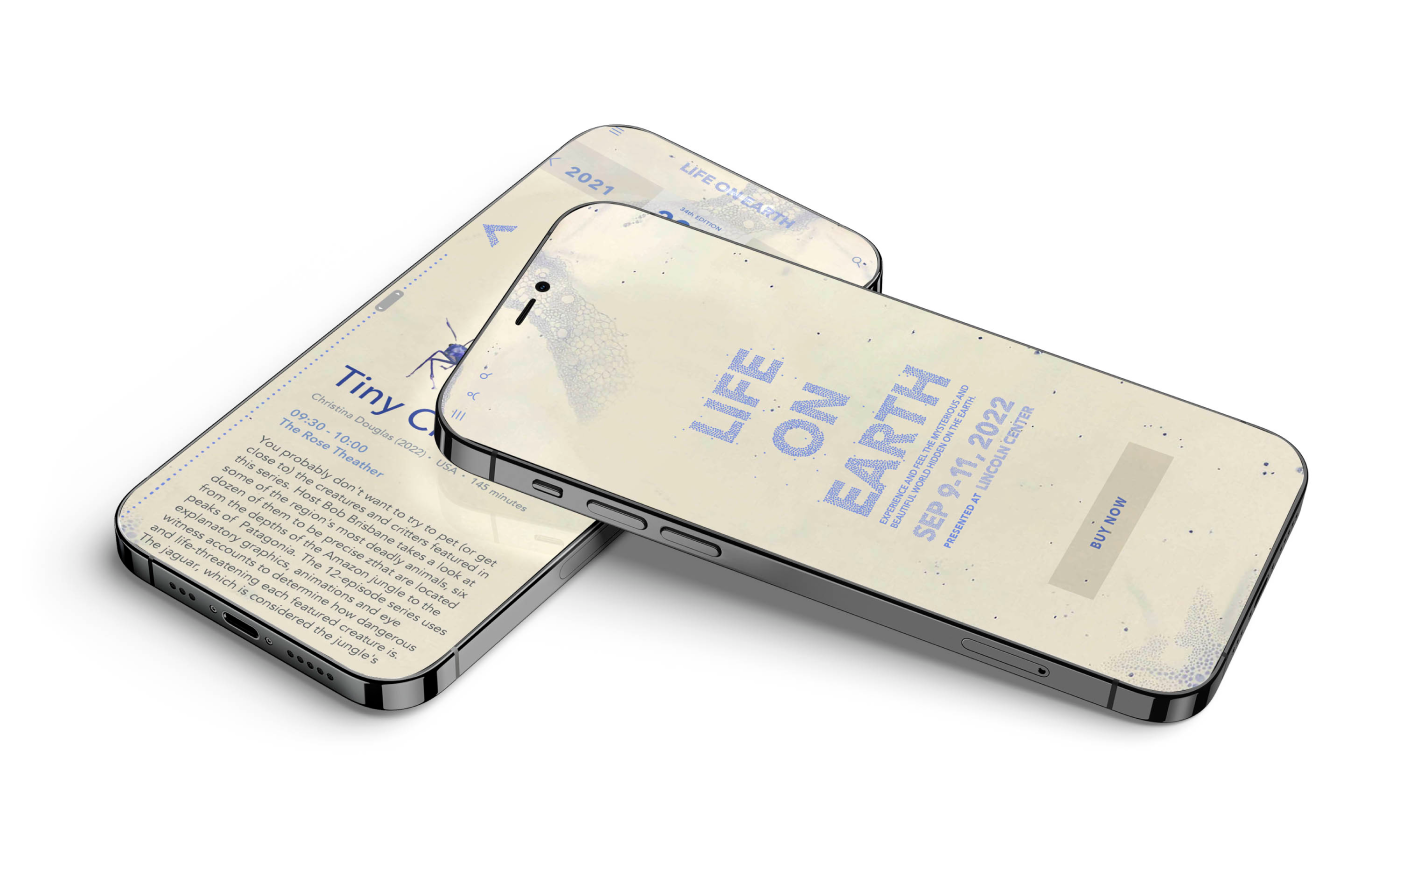 LIFE ON EARTH
2021
34th EDITION
Tiny
Christina Douglas (2022) • USA • 145 minutes
09:30 - 10:00
The Rose Theather
You probably don't want to try to pet (or get
close to) the creatures and critters featured in
this series. Host Bob Brisbane takes a look at
some of the region's most deadly animals, six
dozen of them to be precise zthat are located
from the depths of the Amazon jungle to the
peaks of Patagonia. The 12-episode series uses
explanatory graphics, animations and eye
witness accounts to determine how dangerous
and life-threatening each featured creature is.
The jaguar, which is considered the jungle's
LIFE
ON
EARTH
EXPERIENCE AND FEEL THE MYSTERIOUS AND
BEAUTIFUL WORLD HIDDEN ON THE EARTH.
SEP 9-11, 2022
PRESENTED AT LINCOLN CENTER
BUY NOW